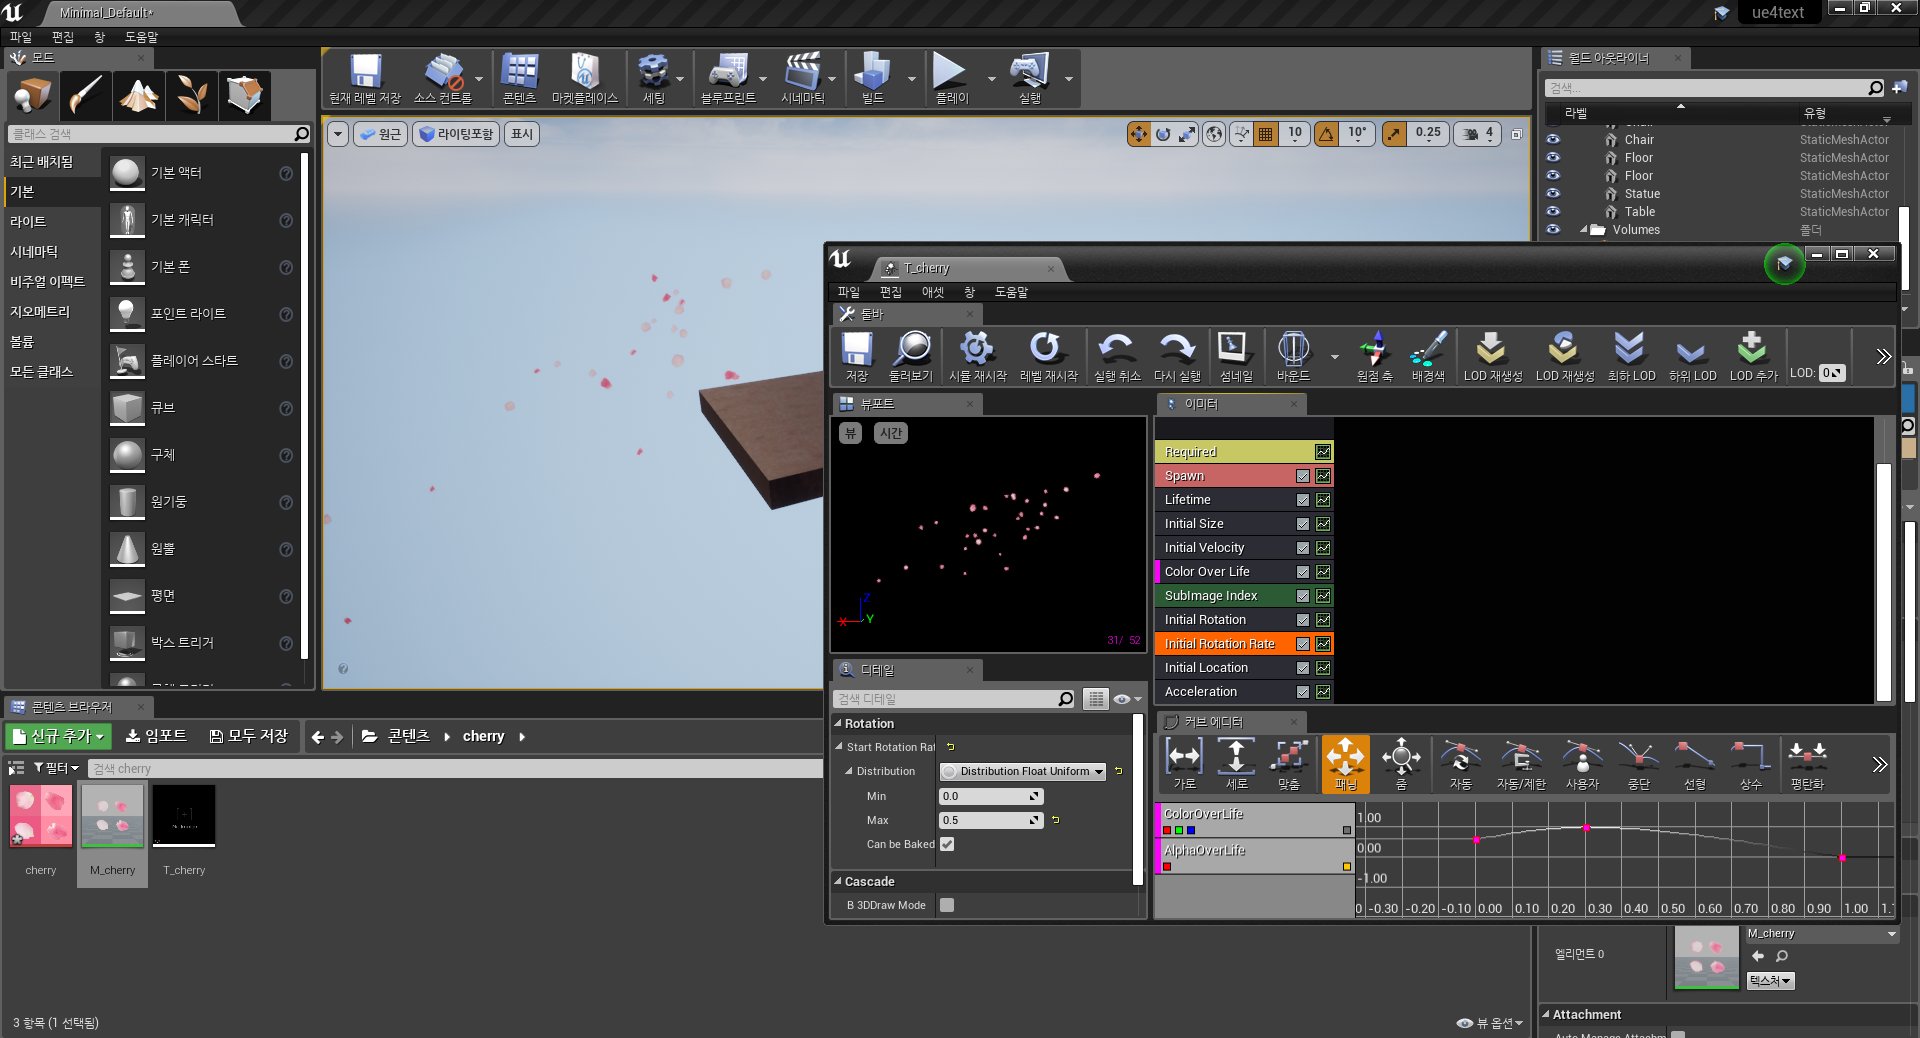 Minimal_Default*
ue4text
파일 편집 창 도움말
모드
클래스 검색
최근 배치됨
기본
라이트
시네마틱
비주얼 이펙트
지오메트리
볼륨
모든 클래스
기본 액터
기본 캐릭터
기본 폰
포인트 라이트
플레이어 스타트
큐브
구체
원기둥
원뿔
평면
박스 트리거
현재 레벨 저장 소스 컨트롤 콘텐츠 마켓플레이스 세팅 블루프린트 시네마틱 빌드 플레이 실행
원근 라이팅포함 표시
10 10° 0.25 4
월드 아웃라이너
검색...
라벨 유형
Chair StaticMeshActor
Floor StaticMeshActor
Floor StaticMeshActor
Statue StaticMeshActor
Table StaticMeshActor
Volumes 폴더
T_cherry
파일 편집 애셋 창 도움말
툴바
저장 둘러보기 시뮬 재시작 레벨 재시작 실행 취소 다시 실행 섬네일 바운드 원점 축 배경색 LOD 재생성 LOD 재생성 최하 LOD 하위 LOD LOD 추가 LOD: 0
뷰포트
뷰 시간
Z
X Y
31/ 52
이미터
Required
Spawn
Lifetime
Initial Size
Initial Velocity
Color Over Life
SubImage Index
Initial Rotation
Initial Rotation Rate
Initial Location
Acceleration
디테일
검색 디테일
Rotation
Start Rotation Rat
Distribution Distribution Float Uniform
Min 0.0
Max 0.5
Can be Baked
Cascade
B 3DDraw Mode
커브 에디터
가로 세로 맞춤 패닝 줌 자동 자동/제한 사용자 중단 선형 상수 평탄화
ColorOverLife
AlphaOverLife
1.00
0.00
-1.00
0 -0.30 -0.20 -0.10 0.00 0.10 0.20 0.30 0.40 0.50 0.60 0.70 0.80 0.90 1.00 1.
콘텐츠 브라우저
신규 추가 임포트 모두 저장 콘텐츠 cherry
필터 검색 cherry
cherry M_cherry T_cherry
3 항목 (1 선택됨)
뷰 옵션
엘리먼트 0
M_cherry
텍스처
Attachment